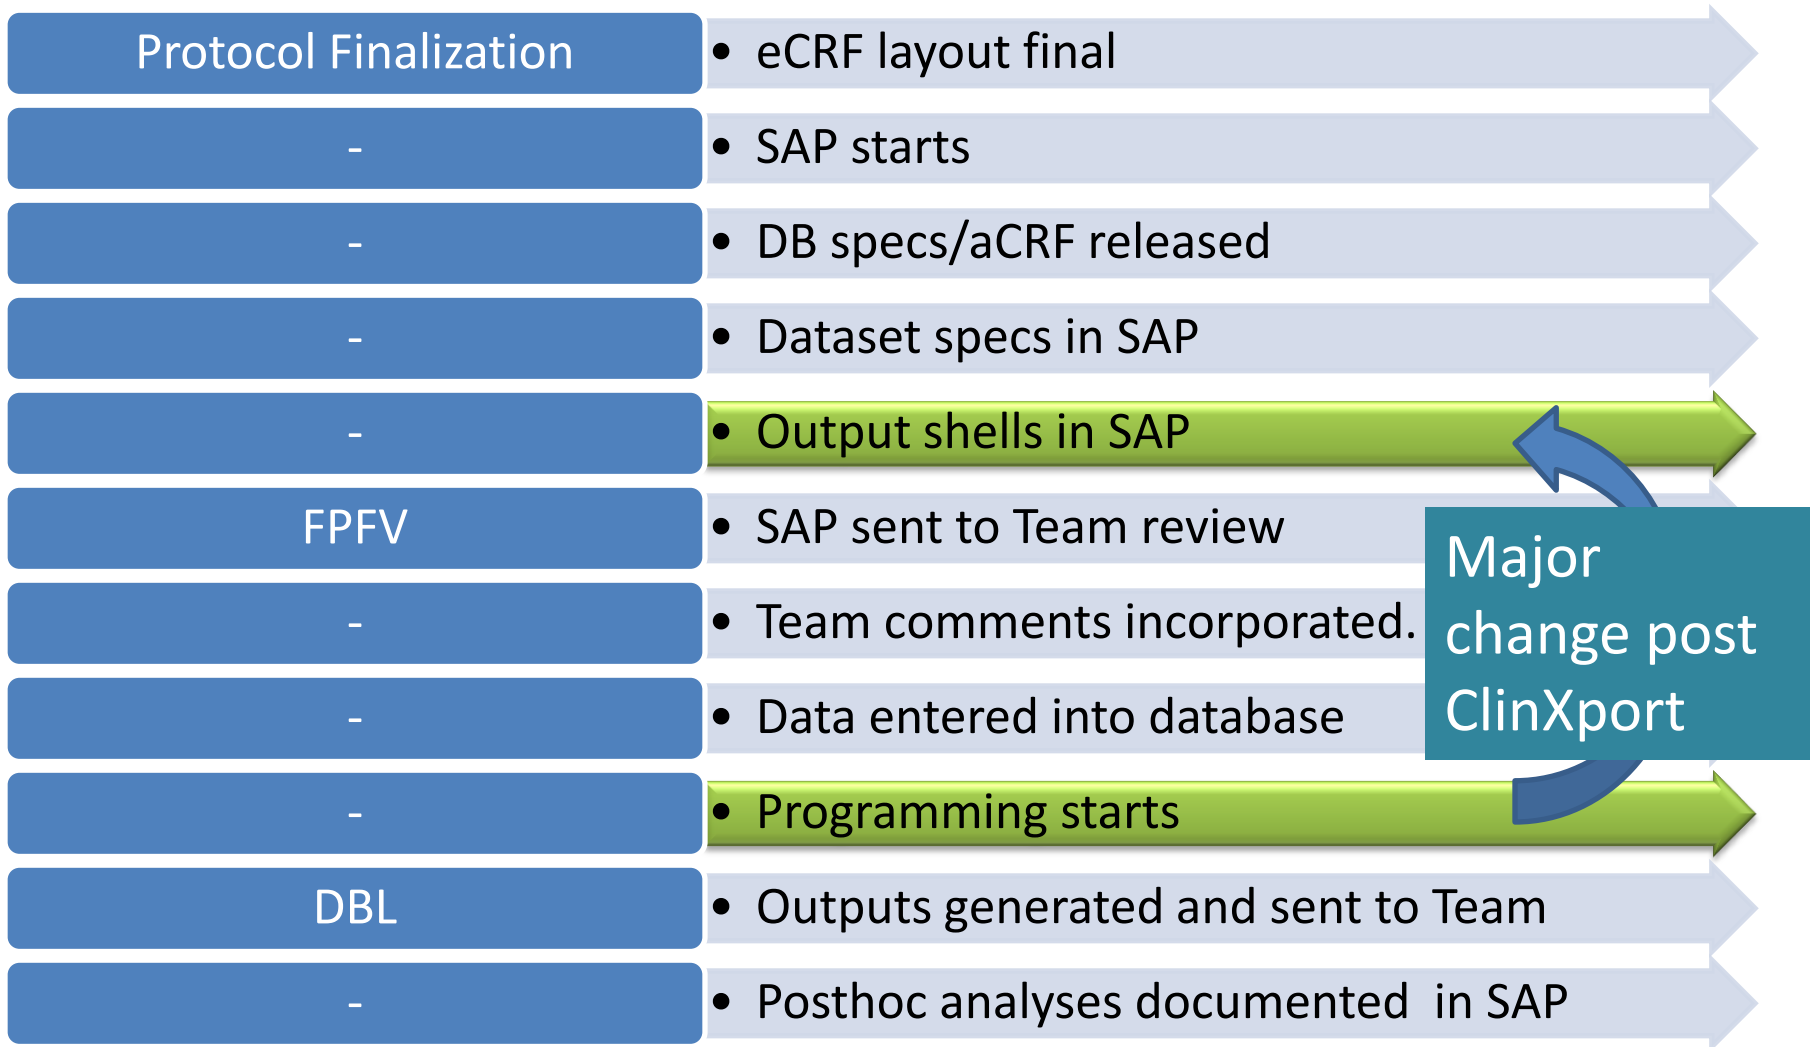 Protocol Finalization
• eCRF layout final
-
• SAP starts
-
• DB specs/aCRF released
-
• Dataset specs in SAP
-
• Output shells in SAP
FPFV
• SAP sent to Team review
-
• Team comments incorporated.
-
• Data entered into database
-
• Programming starts
DBL
• Outputs generated and sent to Team
-
• Posthoc analyses documented  in SAP
Major
change post
ClinXport